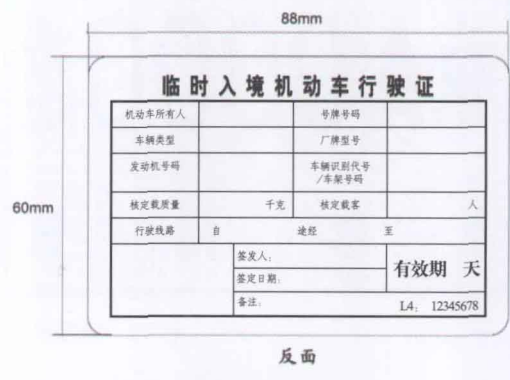 88mm
60mm
临时入境机动车行驶证
机动车所有人 号牌号码
车辆类型 厂牌型号
发动机号码 车辆识别代号
/车架号码
核定载质量 千克 核定载客 人
行驶线路 自 途经 至
签发人：
签定日期：
有效期 天
备注：
L4： 12345678
反面